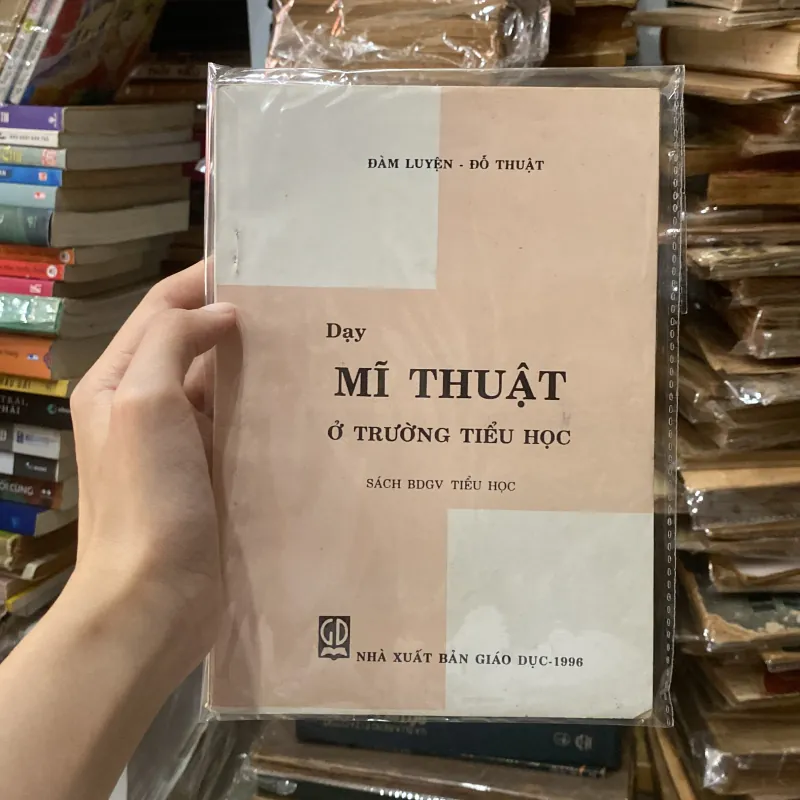 ĐÀM LUYỆN - ĐỖ THUẬT
Dạy
MĨ THUẬT
Ở TRƯỜNG TIỂU HỌC
SÁCH BDGV TIỂU HỌC
GD
NHÀ XUẤT BẢN GIÁO DỤC-1996